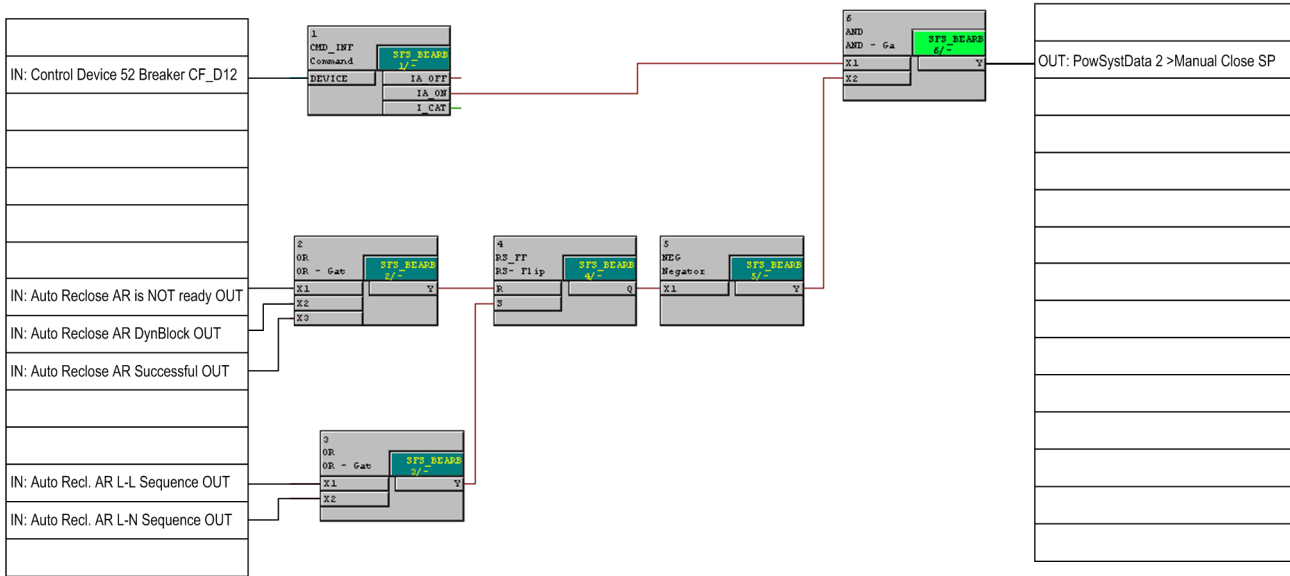 IN: Control Device 52 Breaker CF_D12
IN: Auto Reclose AR is NOT ready OUT
IN: Auto Reclose AR DynBlock OUT
IN: Auto Reclose AR Successful OUT
IN: Auto Recl. AR L-L Sequence OUT
IN: Auto Recl. AR L-N Sequence OUT
1
CMD_INF
Command
SFS_BEARB
1/-
DEVICE
IA_OFF
IA_ON
I_CAT
2
OR
OR - Gat
SFS_BEARB
2/-
X1
Y
X2
X3
3
OR
OR - Gat
SFS_BEARB
3/-
X1
Y
X2
4
RS_FF
RS- Flip
SFS_BEARB
4/-
R
Q
S
5
NEG
Negator
SFS_BEARB
5/-
X1
Y
6
AND
AND - Ga
SFS_BEARB
6/-
X1
Y
X2
OUT: PowSystData 2 >Manual Close SP